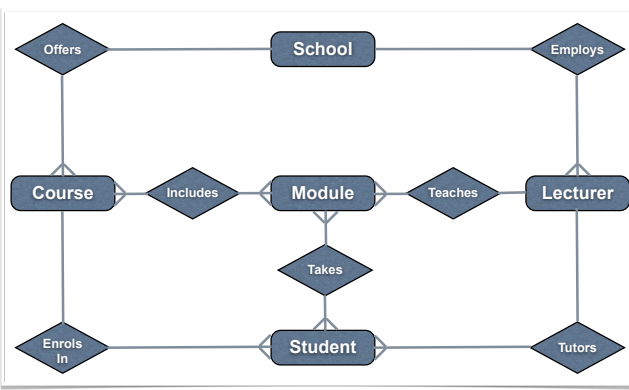 Offers
School
Employs
Course
Includes
Module
Teaches
Lecturer
Takes
Enrols
In
Student
Tutors